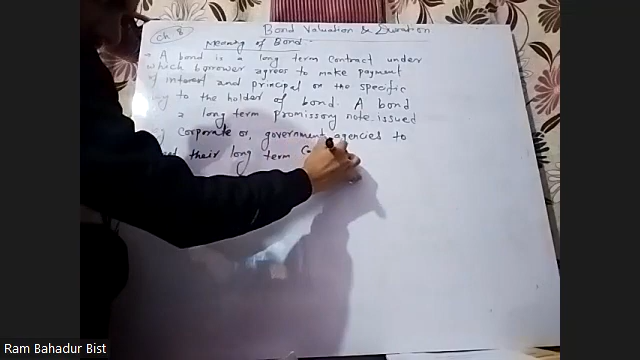 Ch 8
Bond Valuation & Duration
Meaning of Bond -
→ A bond is a long term contract under
which borrower agrees to make payment
of interest and principal on the specific
to the holder of bond. A bond
a long term promissory note issued
corporate or, government agencies to
their long term
Ram Bahadur Bist